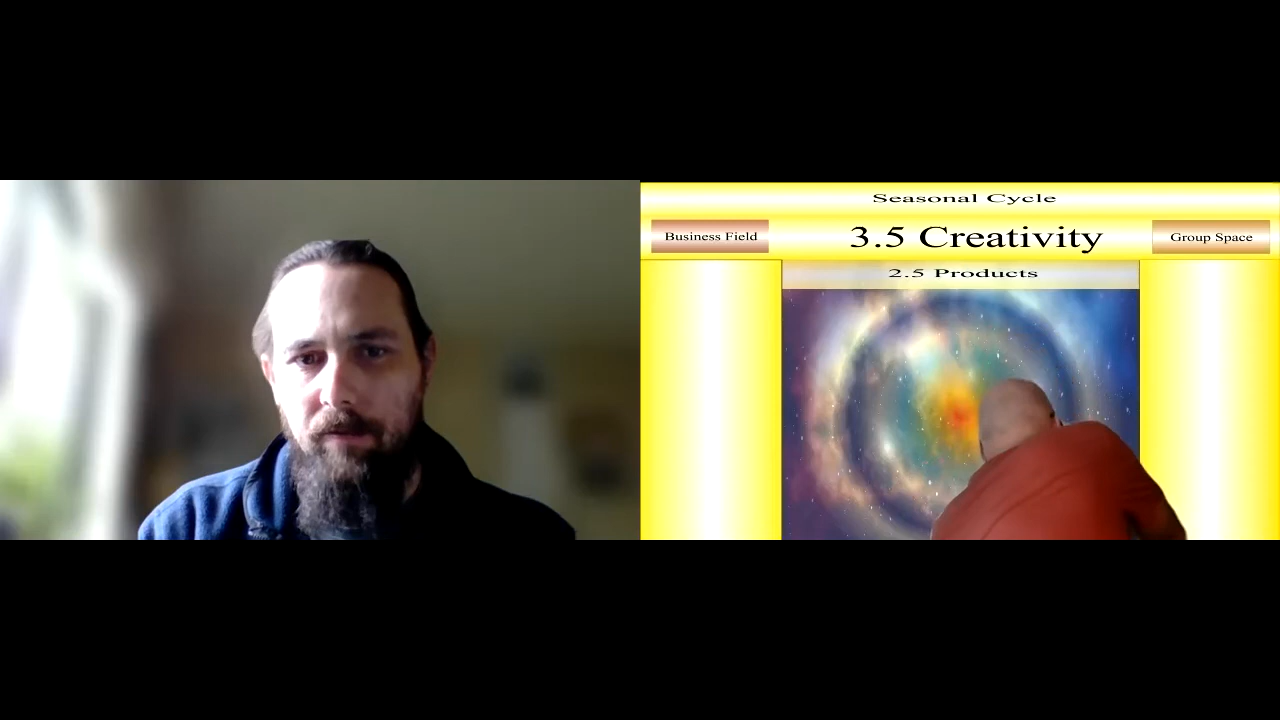 Seasonal Cycle
Business Field
3.5 Creativity
Group Space
2.5 Products